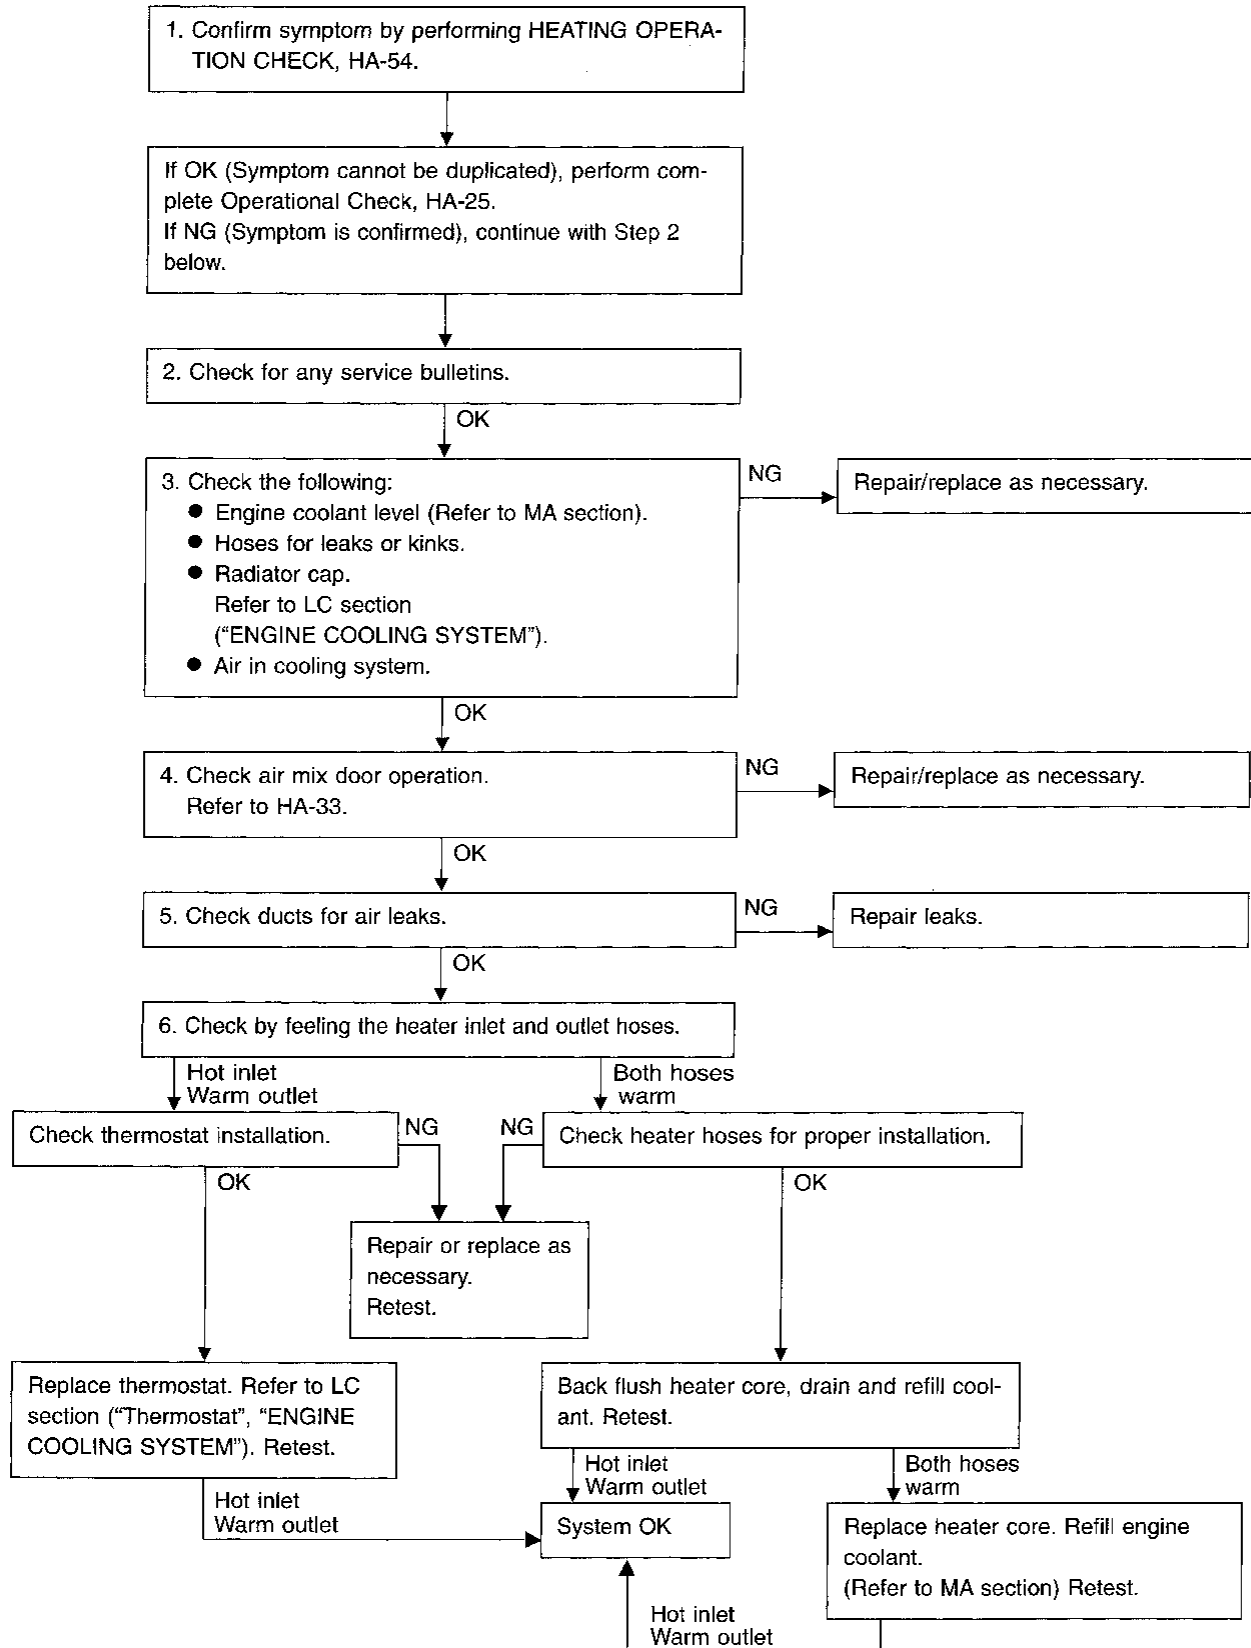 1. Confirm symptom by performing HEATING OPERA-
TION CHECK, HA-54.
If OK (Symptom cannot be duplicated), perform com-
plete Operational Check, HA-25.
If NG (Symptom is confirmed), continue with Step 2
below.
2. Check for any service bulletins.
OK
3. Check the following:
● Engine coolant level (Refer to MA section).
● Hoses for leaks or kinks.
● Radiator cap.
Refer to LC section
("ENGINE COOLING SYSTEM").
● Air in cooling system.
NG
Repair/replace as necessary.
OK
4. Check air mix door operation.
Refer to HA-33.
NG
Repair/replace as necessary.
OK
5. Check ducts for air leaks.
NG
Repair leaks.
OK
6. Check by feeling the heater inlet and outlet hoses.
Hot inlet
Warm outlet
Both hoses
warm
Check thermostat installation.
NG
NG
Check heater hoses for proper installation.
OK
OK
Repair or replace as
necessary.
Retest.
Replace thermostat. Refer to LC
section ("Thermostat", "ENGINE
COOLING SYSTEM"). Retest.
Back flush heater core, drain and refill cool-
ant. Retest.
Hot inlet
Warm outlet
Both hoses
warm
Hot inlet
Warm outlet
System OK
Replace heater core. Refill engine
coolant.
(Refer to MA section) Retest.
Hot inlet
Warm outlet